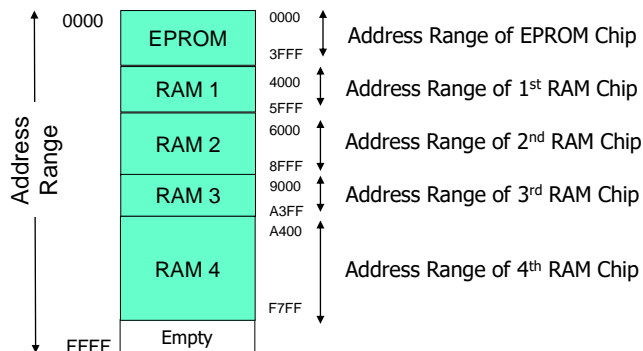 0000
EPROM
0000
3FFF
Address Range of EPROM Chip
RAM 1
4000
5FFF
Address Range of 1st RAM Chip
Address
Range
RAM 2
6000
8FFF
Address Range of 2nd RAM Chip
RAM 3
9000
A3FF
Address Range of 3rd RAM Chip
RAM 4
A400
F7FF
Address Range of 4th RAM Chip
Empty
FFFF